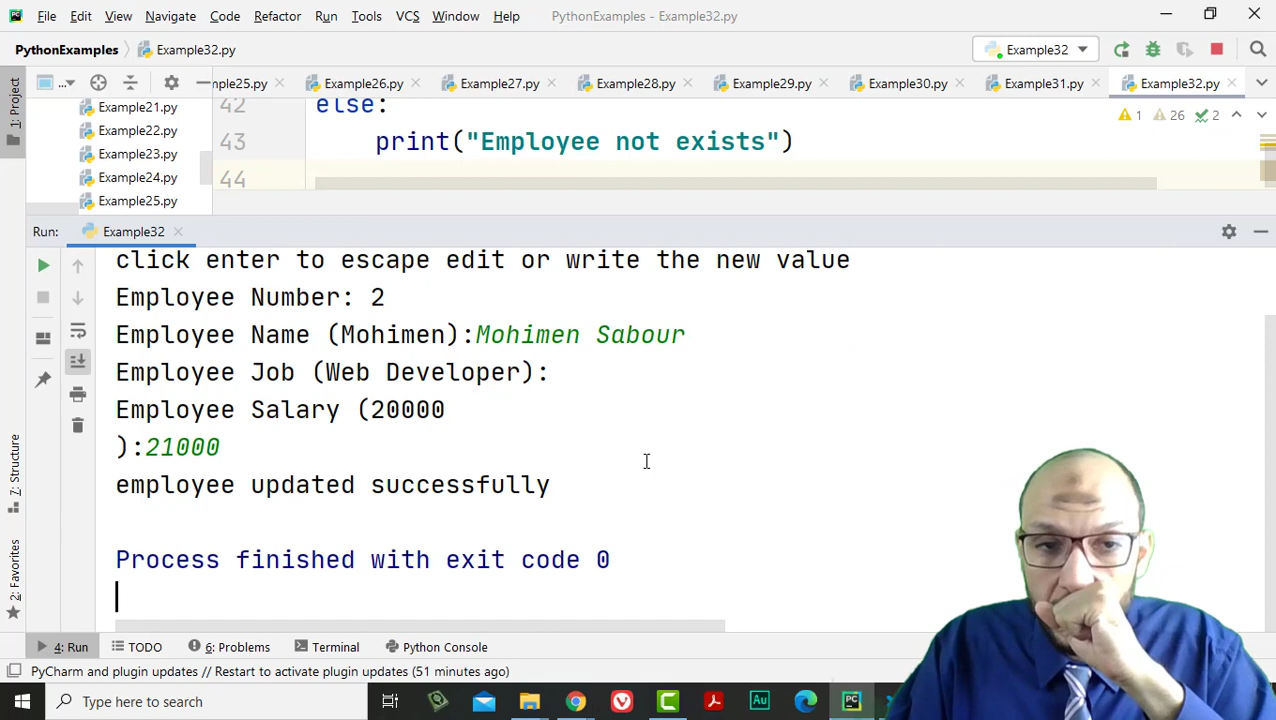 File Edit View Navigate Code Refactor Run Tools VCS Window Help PythonExamples - Example32.py
PythonExamples Example32.py Example32
... ple25.py Example26.py Example27.py Example28.py Example29.py Example30.py Example31.py Example32.py
1: Project
Example21.py
Example22.py
Example23.py
Example24.py
Example25.py
42 else:
43 print("Employee not exists")
44
1 26 2
Run: Example32
click enter to escape edit or write the new value
Employee Number: 2
Employee Name (Mohimen):Mohimen Sabour
Employee Job (Web Developer):
Employee Salary (20000
):21000
employee updated successfully
Process finished with exit code 0
7: Structure
2: Favorites
4: Run TODO 6: Problems Terminal Python Console
PyCharm and plugin updates // Restart to activate plugin updates (51 minutes ago)
Type here to search
Au